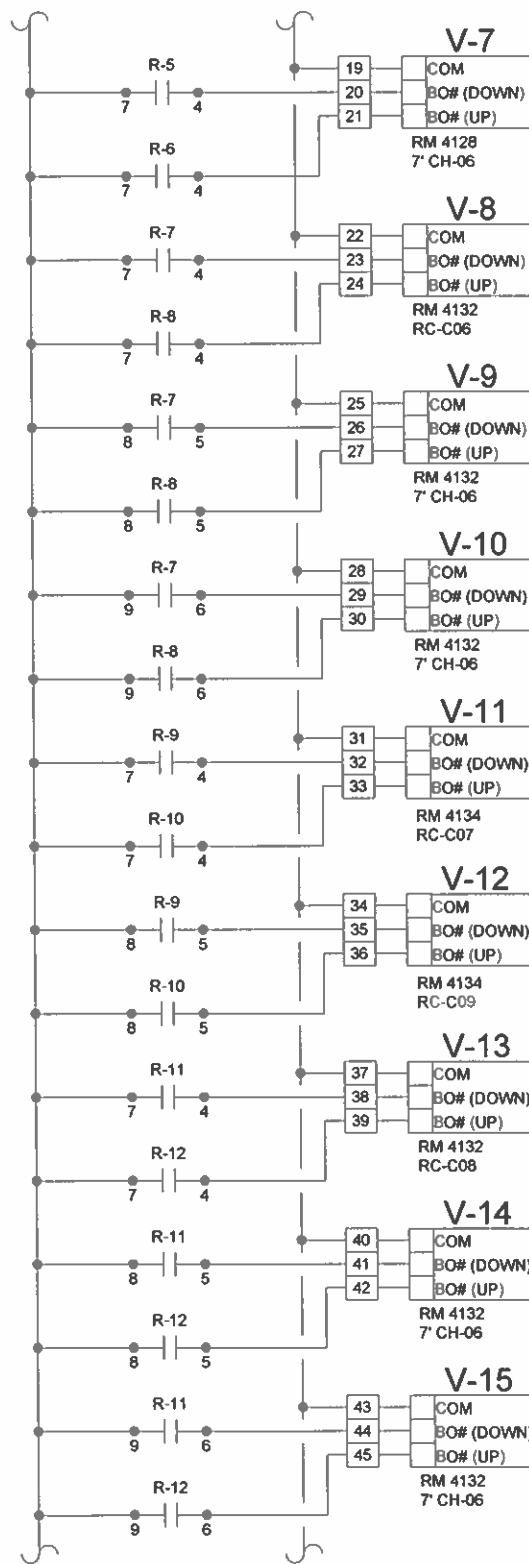 V-7
R-5
19 COM
7 4 20 BO# (DOWN)
21 BO# (UP)
R-6
RM 4128
7 4
7' CH-06
V-8
R-7
22 COM
7 4 23 BO# (DOWN)
24 BO# (UP)
R-8
RM 4132
7 4
RC-C06
V-9
R-7
25 COM
8 5 26 BO# (DOWN)
27 BO# (UP)
R-8
RM 4132
8 5
7' CH-06
V-10
R-7
28 COM
9 6 29 BO# (DOWN)
30 BO# (UP)
R-8
RM 4132
9 6
7' CH-06
V-11
R-9
31 COM
7 4 32 BO# (DOWN)
33 BO# (UP)
R-10
RM 4134
7 4
RC-C07
V-12
R-9
34 COM
8 5 35 BO# (DOWN)
36 BO# (UP)
R-10
RM 4134
8 5
RC-C09
V-13
R-11
37 COM
7 4 38 BO# (DOWN)
39 BO# (UP)
R-12
RM 4132
7 4
RC-C08
V-14
R-11
40 COM
8 5 41 BO# (DOWN)
42 BO# (UP)
R-12
RM 4132
8 5
7' CH-06
V-15
R-11
43 COM
9 6 44 BO# (DOWN)
45 BO# (UP)
R-12
RM 4132
9 6
7' CH-06